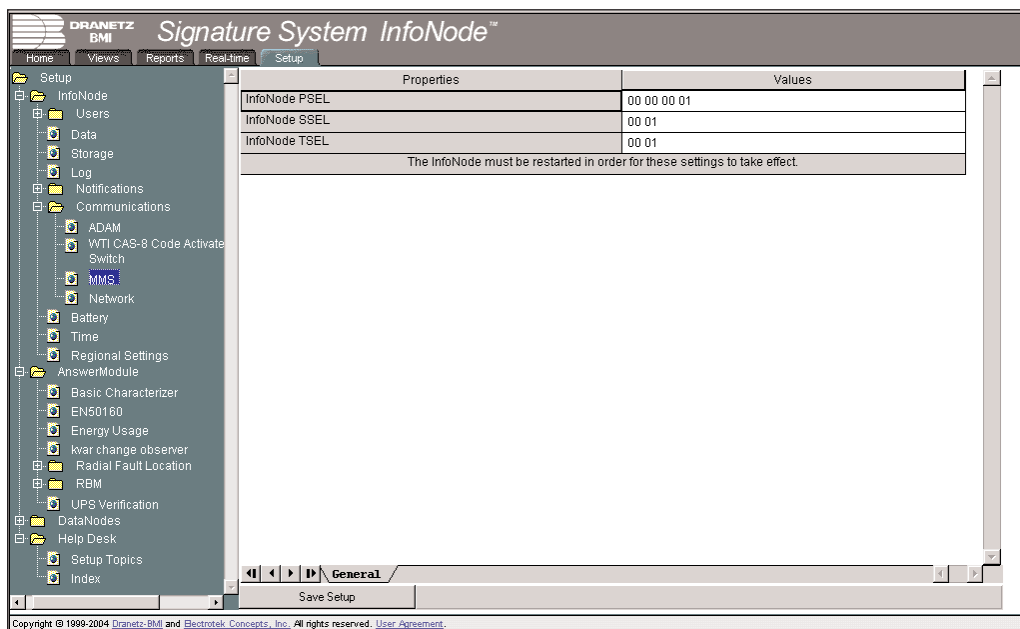 DRANETZ
BMI
Signature System InfoNode™
Home Views Reports Real-time Setup
Setup
InfoNode
Users
Data
Storage
Log
Notifications
Communications
ADAM
WTI CAS-8 Code Activate
Switch
MMS
Network
Battery
Time
Regional Settings
AnswerModule
Basic Characterizer
EN50160
Energy Usage
kvar change observer
Radial Fault Location
RBM
UPS Verification
DataNodes
Help Desk
Setup Topics
Index
Properties Values
InfoNode PSEL 00 00 00 01
InfoNode SSEL 00 01
InfoNode TSEL 00 01
The InfoNode must be restarted in order for these settings to take effect.
General
Save Setup
Copyright © 1999-2004 Dranetz-BMI and Electrotek Concepts, Inc. All rights reserved. User Agreement.